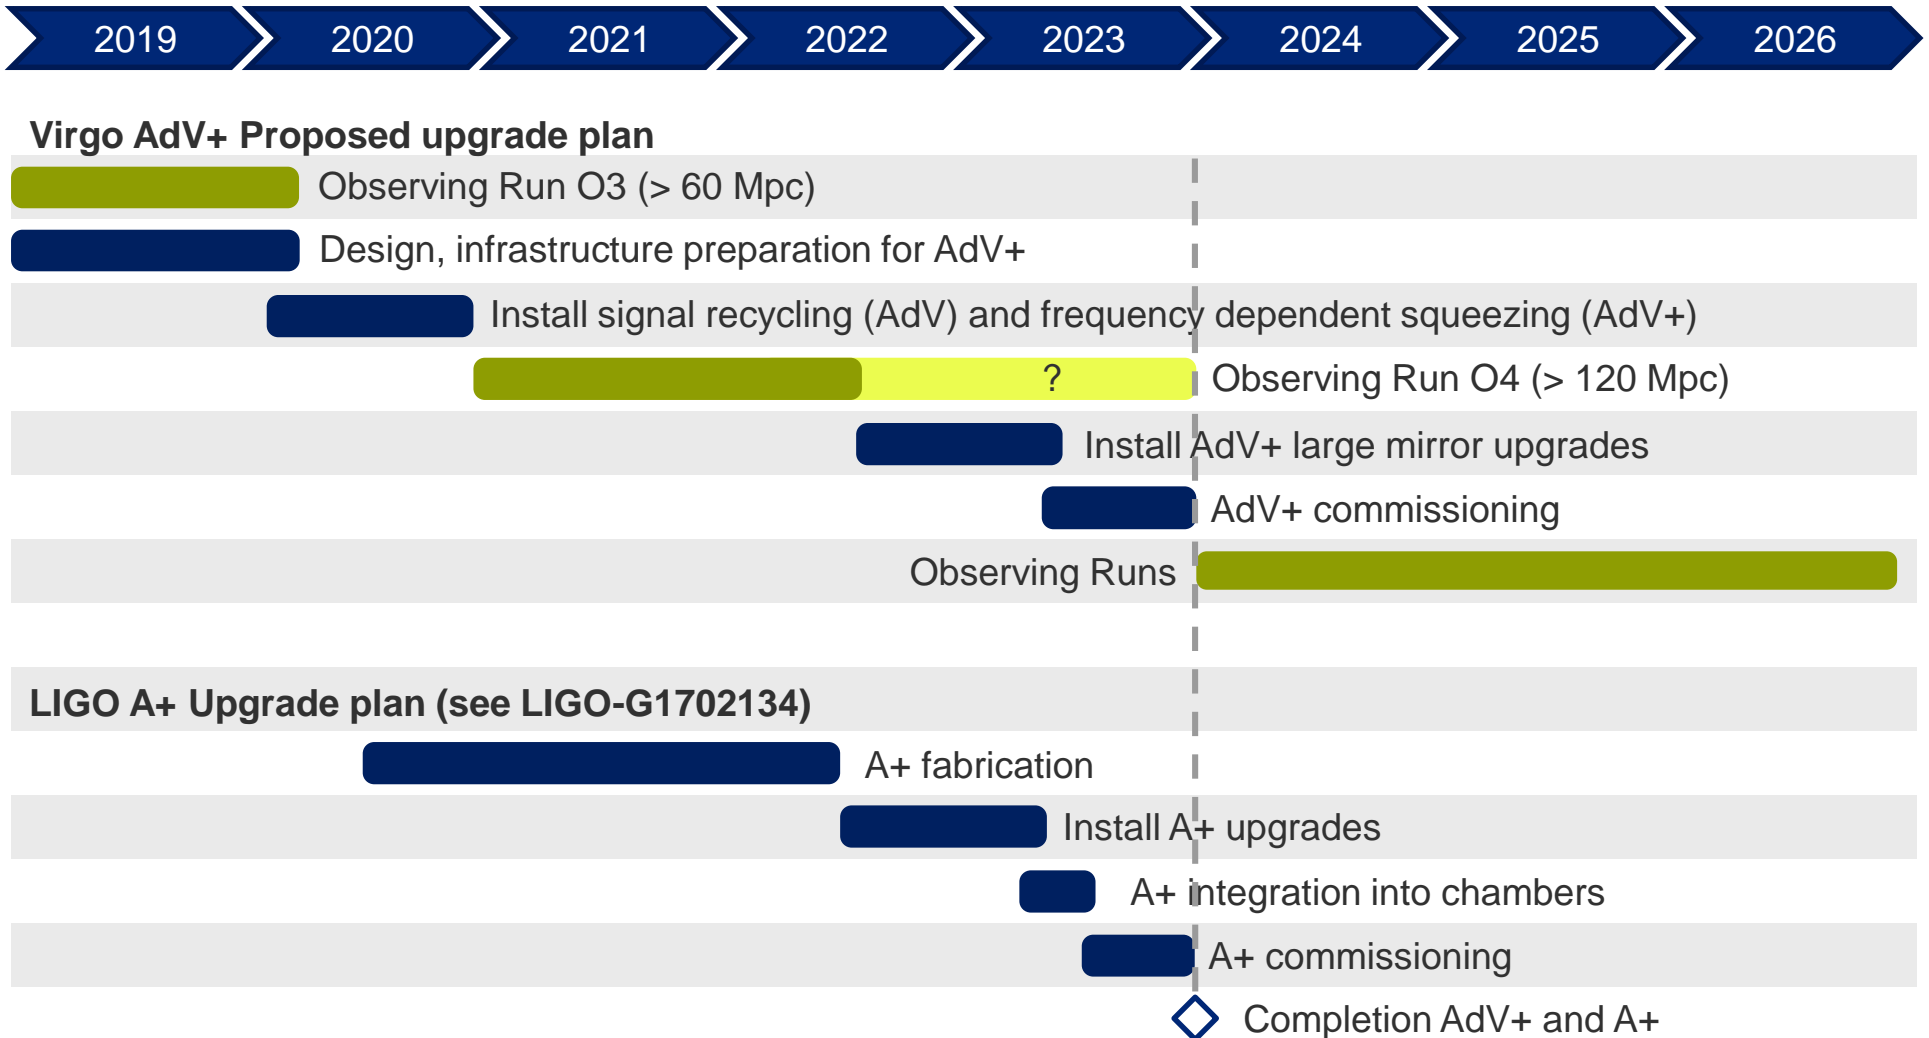 2019 2020 2021 2022 2023 2024 2025 2026
Virgo AdV+ Proposed upgrade plan
Observing Run O3 (> 60 Mpc)
Design, infrastructure preparation for AdV+
Install signal recycling (AdV) and frequency dependent squeezing (AdV+)
? Observing Run O4 (> 120 Mpc)
Install AdV+ large mirror upgrades
AdV+ commissioning
Observing Runs
LIGO A+ Upgrade plan (see LIGO-G1702134)
A+ fabrication
Install A+ upgrades
A+ integration into chambers
A+ commissioning
Completion AdV+ and A+